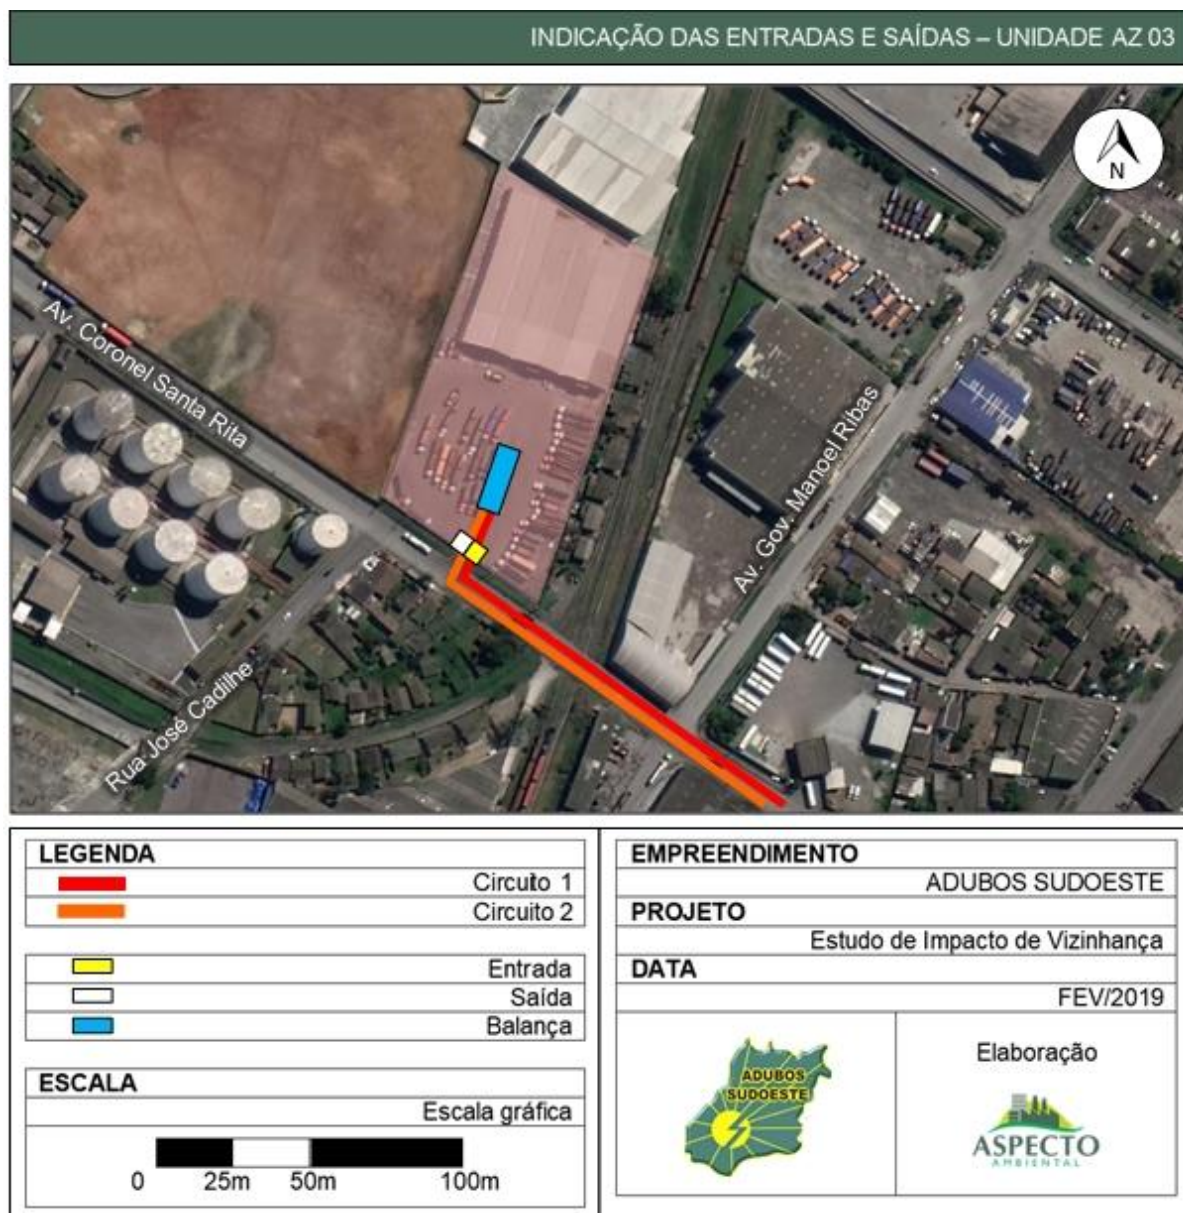 INDICAÇÃO DAS ENTRADAS E SAÍDAS – UNIDADE AZ 03
N
Av. Coronel Santa Rita
Av. Gov. Manoel Ribas
Rua José Cadilhe
LEGENDA
Circuito 1
Circuito 2
Entrada
Saída
Balança
ESCALA
Escala gráfica
0 25m 50m 100m
EMPREENDIMENTO
ADUBOS SUDOESTE
PROJETO
Estudo de Impacto de Vizinhança
DATA
FEV/2019
ADUBOS
SUDOESTE
Elaboração
ASPECTO
AMBIENTAL